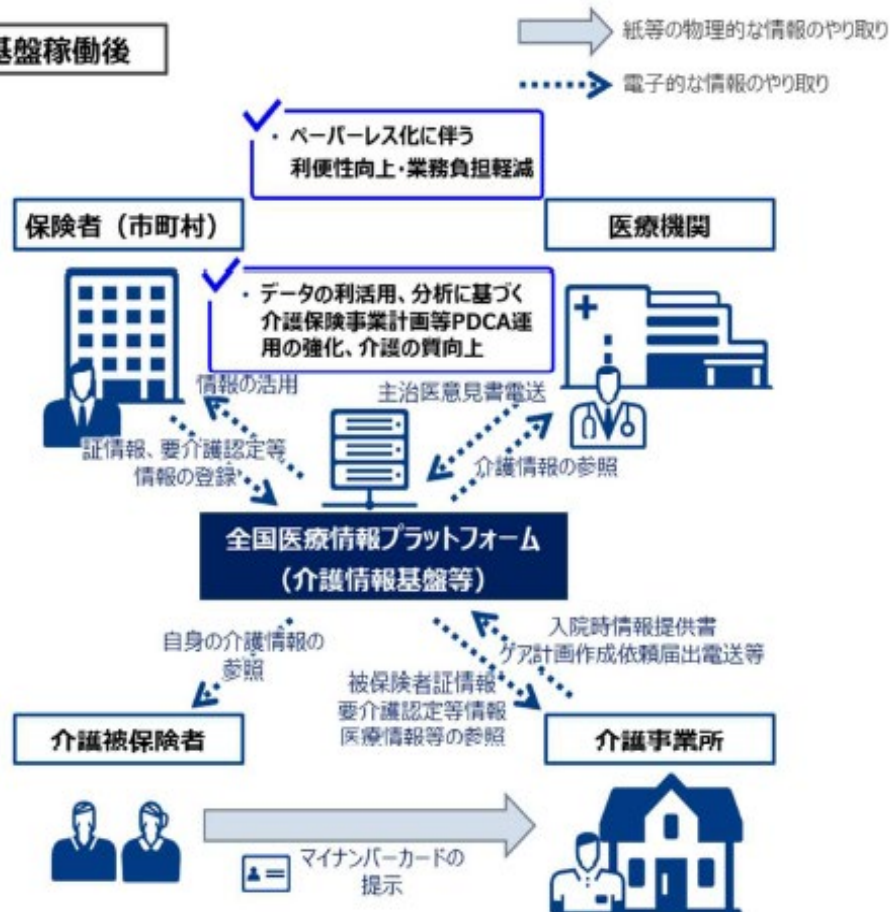 基盤稼働後
紙等の物理的な情報のやり取り
電子的な情報のやり取り
・ ペーパーレス化に伴う
利便性向上・業務負担軽減
保険者（市町村）
医療機関
・ データの利活用、分析に基づく
介護保険事業計画等PDCA運
用の強化、介護の質向上
情報の活用
主治医意見書電送
証情報、要介護認定等
情報の登録
介護情報の参照
全国医療情報プラットフォーム
（介護情報基盤等）
自身の介護情報の
参照
入院時情報提供書
ケア計画作成依頼届出電送等
被保険者証情報
要介護認定等情報
医療情報等の参照
介護被保険者
介護事業所
マイナンバーカードの
提示